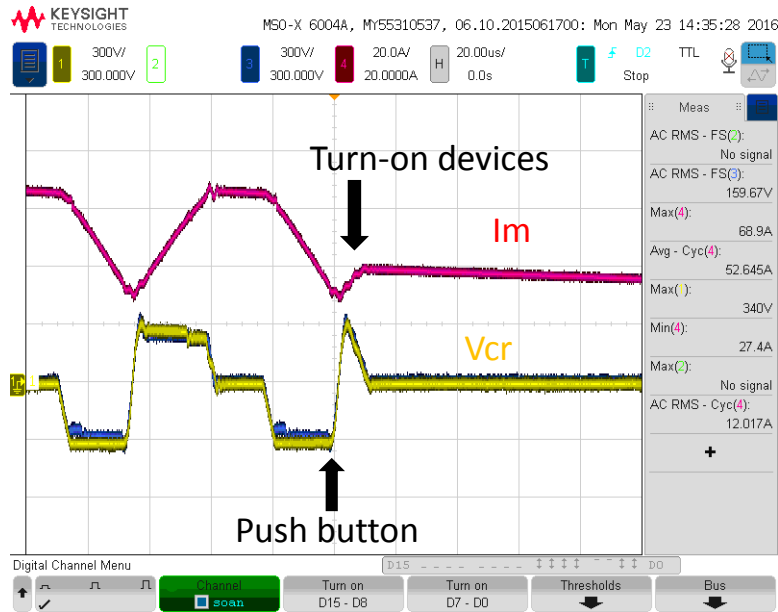 KEYSIGHT
TECHNOLOGIES
MSO-X 6004A, MY55310537, 06.10.2015061700: Mon May 23 14:35:28 2016
1 300V/ 300.000V
2
3 300V/ 300.000V
4 20.0A/ 20.0000A
H 20.00us/ 0.0s
T D2 TTL
Stop
Meas
AC RMS - FS(2):
No signal
AC RMS - FS(3):
159.67V
Max(4):
68.9A
Avg - Cyc(4):
52.645A
Max( ):
340V
Min(4):
27.4A
Max(2):
No signal
AC RMS - Cyc(4):
12.017A
+
Turn-on devices
Im
Vcr
1
Push button
Digital Channel Menu
D15 D0
Channel
soan
Turn on
D15 - D8
Turn on
D7 - D0
Thresholds
Bus